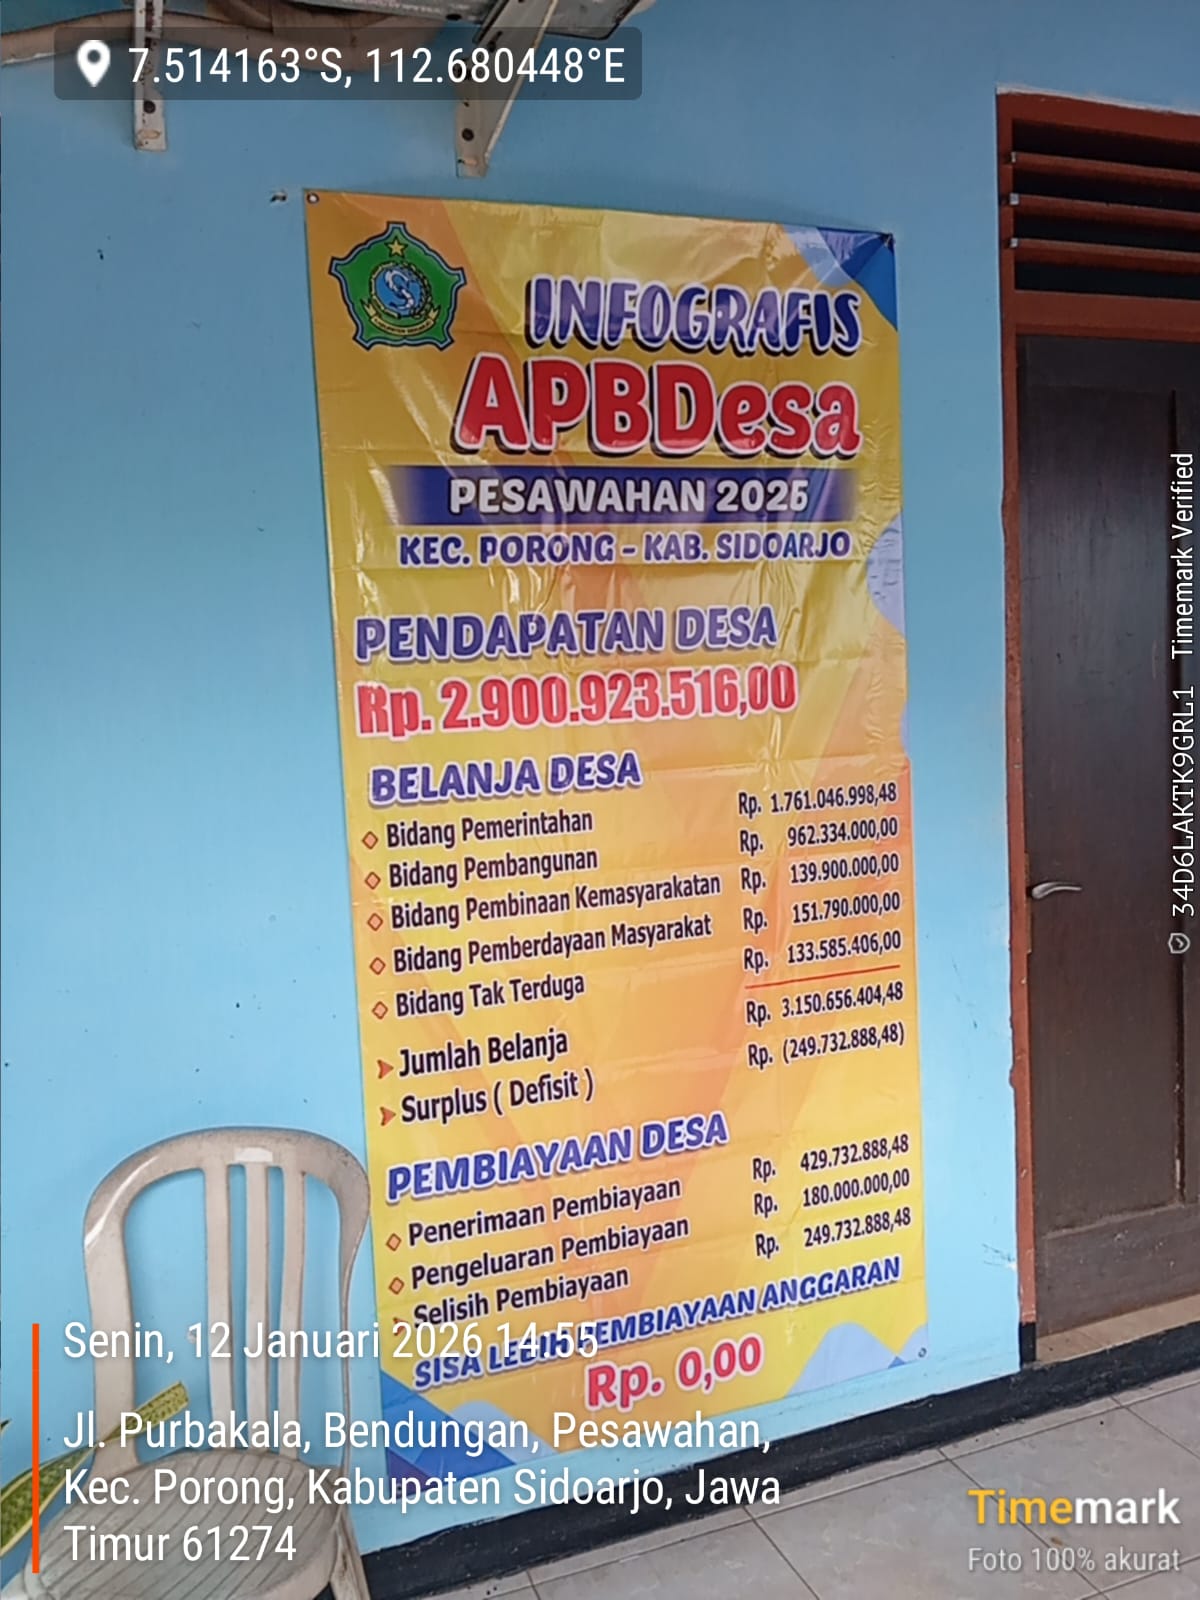 7.514163°S, 112.680448°E
INFOGRAFIS
APBDesa
PESAWAHAN 2025
KEC. PORONG - KAB. SIDOARJO
PENDAPATAN DESA
Rp. 2.900.923.516,00
BELANJA DESA
Bidang Pemerintahan Rp. 1.761.046.998,48
Bidang Pembangunan Rp. 962.334.000,00
Bidang Pembinaan Kemasyarakatan Rp. 139.900.000,00
Bidang Pemberdayaan Masyarakat Rp. 151.790.000,00
Bidang Tak Terduga Rp. 133.585.406,00
Jumlah Belanja Rp. 3.150.656.404,48
Surplus ( Defisit ) Rp. (249.732.888,48)
PEMBIAYAAN DESA
Penerimaan Pembiayaan Rp. 429.732.888,48
Pengeluaran Pembiayaan Rp. 180.000.000,00
Selisih Pembiayaan Rp. 249.732.888,48
SISA LEBIH PEMBIAYAAN ANGGARAN
Rp. 0,00
Senin, 12 Januari 2026 14:55
Jl. Purbakala, Bendungan, Pesawahan,
Kec. Porong, Kabupaten Sidoarjo, Jawa
Timur 61274
Timemark
Foto 100% akurat
34D6LAKTK9GRL1 Timemark Verified